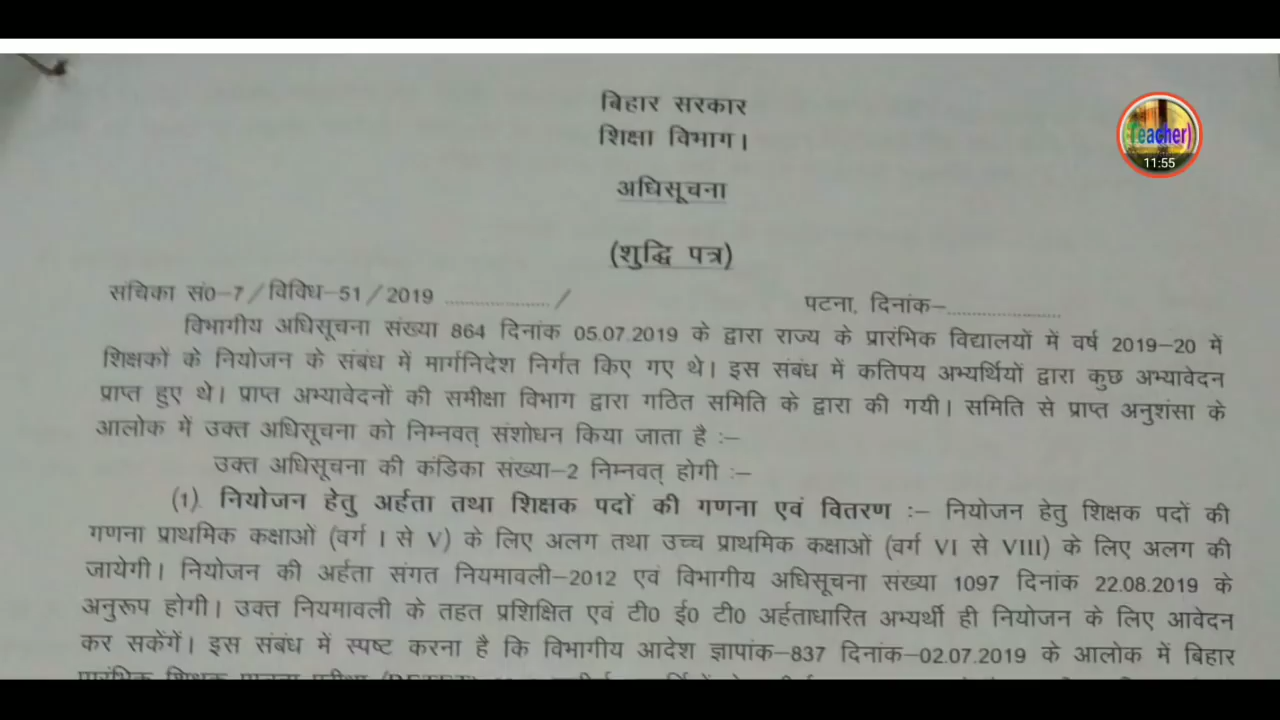 बिहार सरकार
शिक्षा विभाग।
अधिसूचना
(शुद्धि पत्र)
Teacher
11:55
संचिका सं0-7/विविध-51/2019 .................... /
पटना, दिनांक-......................
विभागीय अधिसूचना संख्या 864 दिनांक 05.07.2019 के द्वारा राज्य के प्रारंभिक विद्यालयों में वर्ष 2019-20 में
शिक्षकों के नियोजन के संबंध में मार्गनिदेश निर्गत किए गए थे। इस संबंध में कतिपय अभ्यर्थियों द्वारा कुछ अभ्यावेदन
प्राप्त हुए थे। प्राप्त अभ्यावेदनों की समीक्षा विभाग द्वारा गठित समिति के द्वारा की गयी। समिति से प्राप्त अनुशंसा के
आलोक में उक्त अधिसूचना को निम्नवत् संशोधन किया जाता है :-
उक्त अधिसूचना की कंडिका संख्या-2 निम्नवत् होगी :-
(1) नियोजन हेतु अर्हता तथा शिक्षक पदों की गणना एवं वितरण :- नियोजन हेतु शिक्षक पदों की
गणना प्राथमिक कक्षाओं (वर्ग I से V) के लिए अलग तथा उच्च प्राथमिक कक्षाओं (वर्ग VI से VIII) के लिए अलग की
जायेगी। नियोजन की अर्हता संगत नियमावली-2012 एवं विभागीय अधिसूचना संख्या 1097 दिनांक 22.08.2019 के
अनुरूप होगी। उक्त नियमावली के तहत प्रशिक्षित एवं टी0 ई0 टी0 अर्हताधारित अभ्यर्थी ही नियोजन के लिए आवेदन
कर सकेंगें। इस संबंध में स्पष्ट करना है कि विभागीय आदेश ज्ञापांक-837 दिनांक-02.07.2019 के आलोक में बिहार